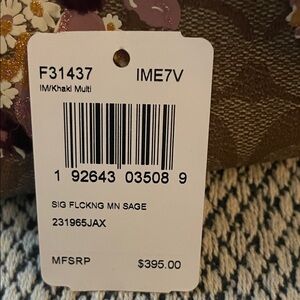 F31437 IME7V
IM/Khaki Multi
1 92643 03508 9
SIG FLCKNG MN SAGE
231965JAX
MFSRP $395.00